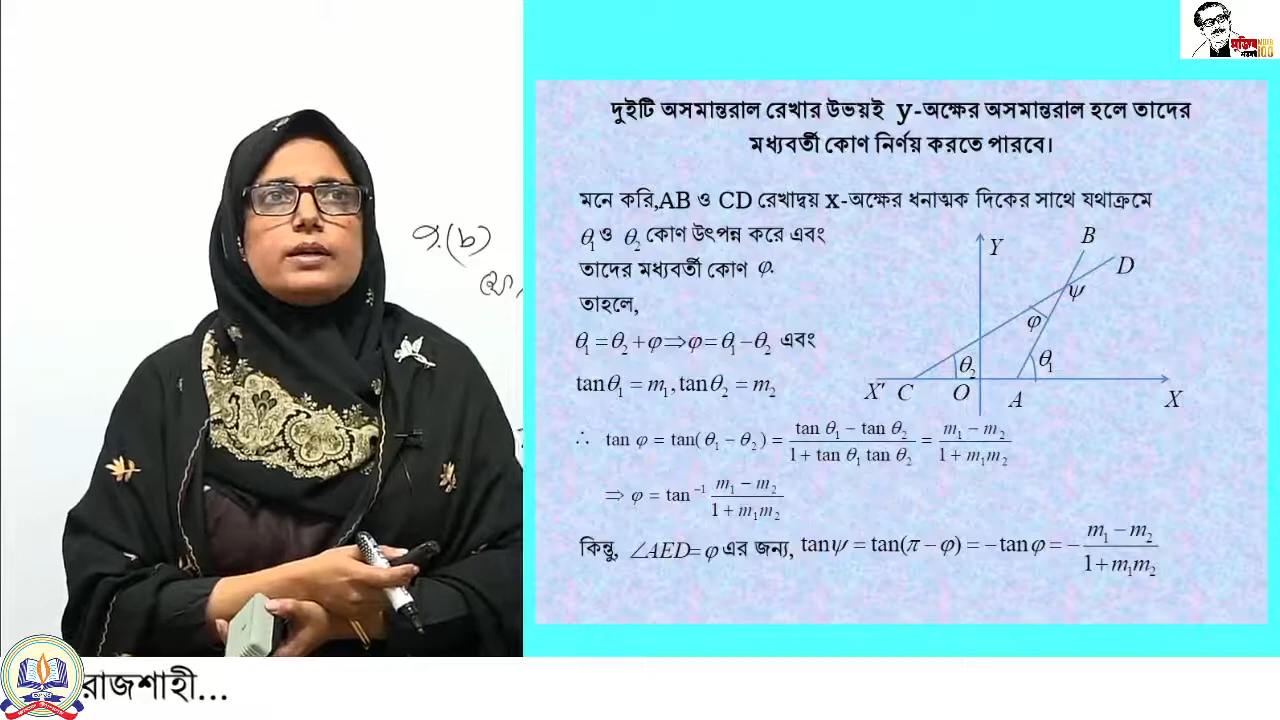 দুইটি অসমান্তরাল রেখার উভয়ই y-অক্ষের অসমান্তরাল হলে তাদের
মধ্যবর্তী কোণ নির্ণয় করতে পারবে।
মনে করি,AB ও CD রেখাদ্বয় x-অক্ষের ধনাত্মক দিকের সাথে যথাক্রমে
θ₁ও θ₂ কোণ উৎপন্ন করে এবং
তাদের মধ্যবর্তী কোণ φ.
তাহলে,
θ₁ = θ₂ + φ ⇒ φ = θ₁ − θ₂ এবং
tan θ₁ = m₁, tan θ₂ = m₂
Y
B
D
ψ
φ
θ₂
θ₁
X′ C O A X
∴ tan φ = tan( θ₁ − θ₂ ) = (tan θ₁ − tan θ₂)/(1 + tan θ₁ tan θ₂) = (m₁ − m₂)/(1 + m₁m₂)
⇒ φ = tan⁻¹ (m₁ − m₂)/(1 + m₁m₂)
কিন্তু, ∠AED = φ এর জন্য, tan ψ = tan(π − φ) = −tan φ = −(m₁ − m₂)/(1 + m₁m₂)
(b)
মুজিব
100
রাজশাহী...